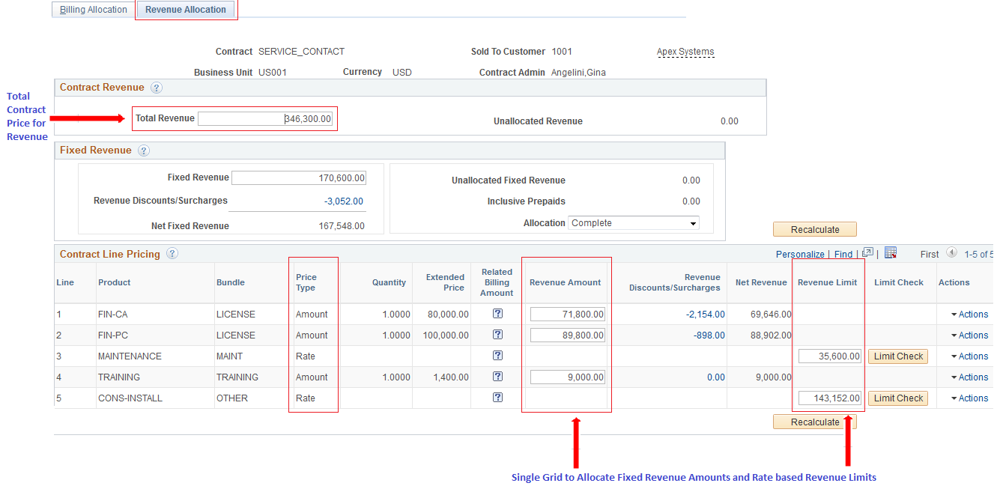 Billing Allocation Revenue Allocation
Contract SERVICE_CONTACT Sold To Customer 1001 Apex Systems
Business Unit US001 Currency USD Contract Admin Angelini,Gina
Contract Revenue ?
Total Contract Price for Revenue
Total Revenue 346,300.00 Unallocated Revenue 0.00
Fixed Revenue ?
Fixed Revenue 170,600.00 Unallocated Fixed Revenue 0.00
Revenue Discounts/Surcharges -3,052.00 Inclusive Prepaids 0.00
Net Fixed Revenue 167,548.00 Allocation Complete
Recalculate
Contract Line Pricing ? Personalize | Find | | First 1-5 of 5
Line Product Bundle Price Type Quantity Extended Price Related Billing Amount Revenue Amount Revenue Discounts/Surcharges Net Revenue Revenue Limit Limit Check Actions
1 FIN-CA LICENSE Amount 1.0000 80,000.00 ? 71,800.00 -2,154.00 69,646.00 Actions
2 FIN-PC LICENSE Amount 1.0000 100,000.00 ? 89,800.00 -898.00 88,902.00 Actions
3 MAINTENANCE MAINT Rate ? 35,600.00 Limit Check Actions
4 TRAINING TRAINING Amount 1.0000 1,400.00 ? 9,000.00 0.00 9,000.00 Actions
5 CONS-INSTALL OTHER Rate ? 143,152.00 Limit Check Actions
Recalculate
Single Grid to Allocate Fixed Revenue Amounts and Rate based Revenue Limits